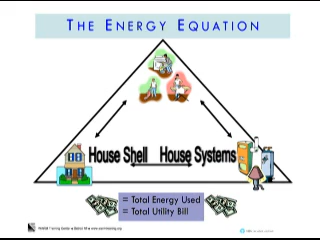 THE ENERGY EQUATION
House Shell House Systems
= Total Energy Used
= Total Utility Bill